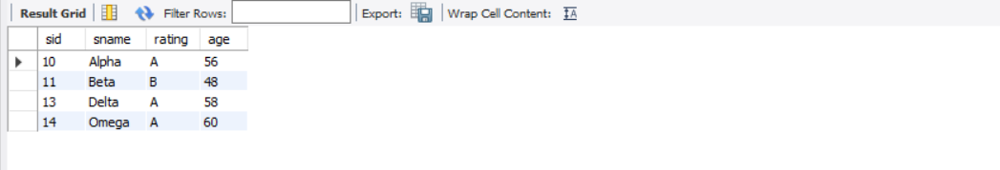 Result Grid Filter Rows: Export: Wrap Cell Content: IA
sid sname rating age
10 Alpha A 56
11 Beta B 48
13 Delta A 58
14 Omega A 60